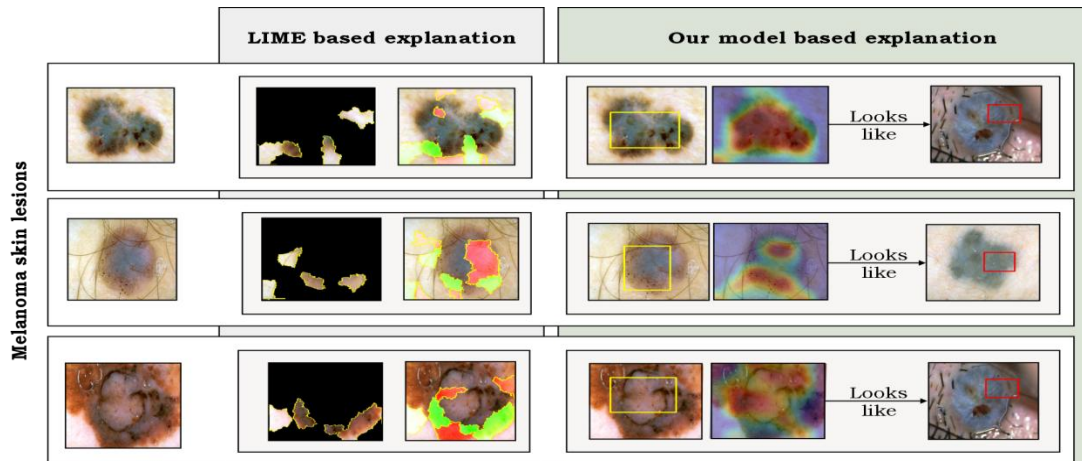 LIME based explanation
Our model based explanation
Melanoma skin lesions
Looks
like
Looks
like
Looks
like